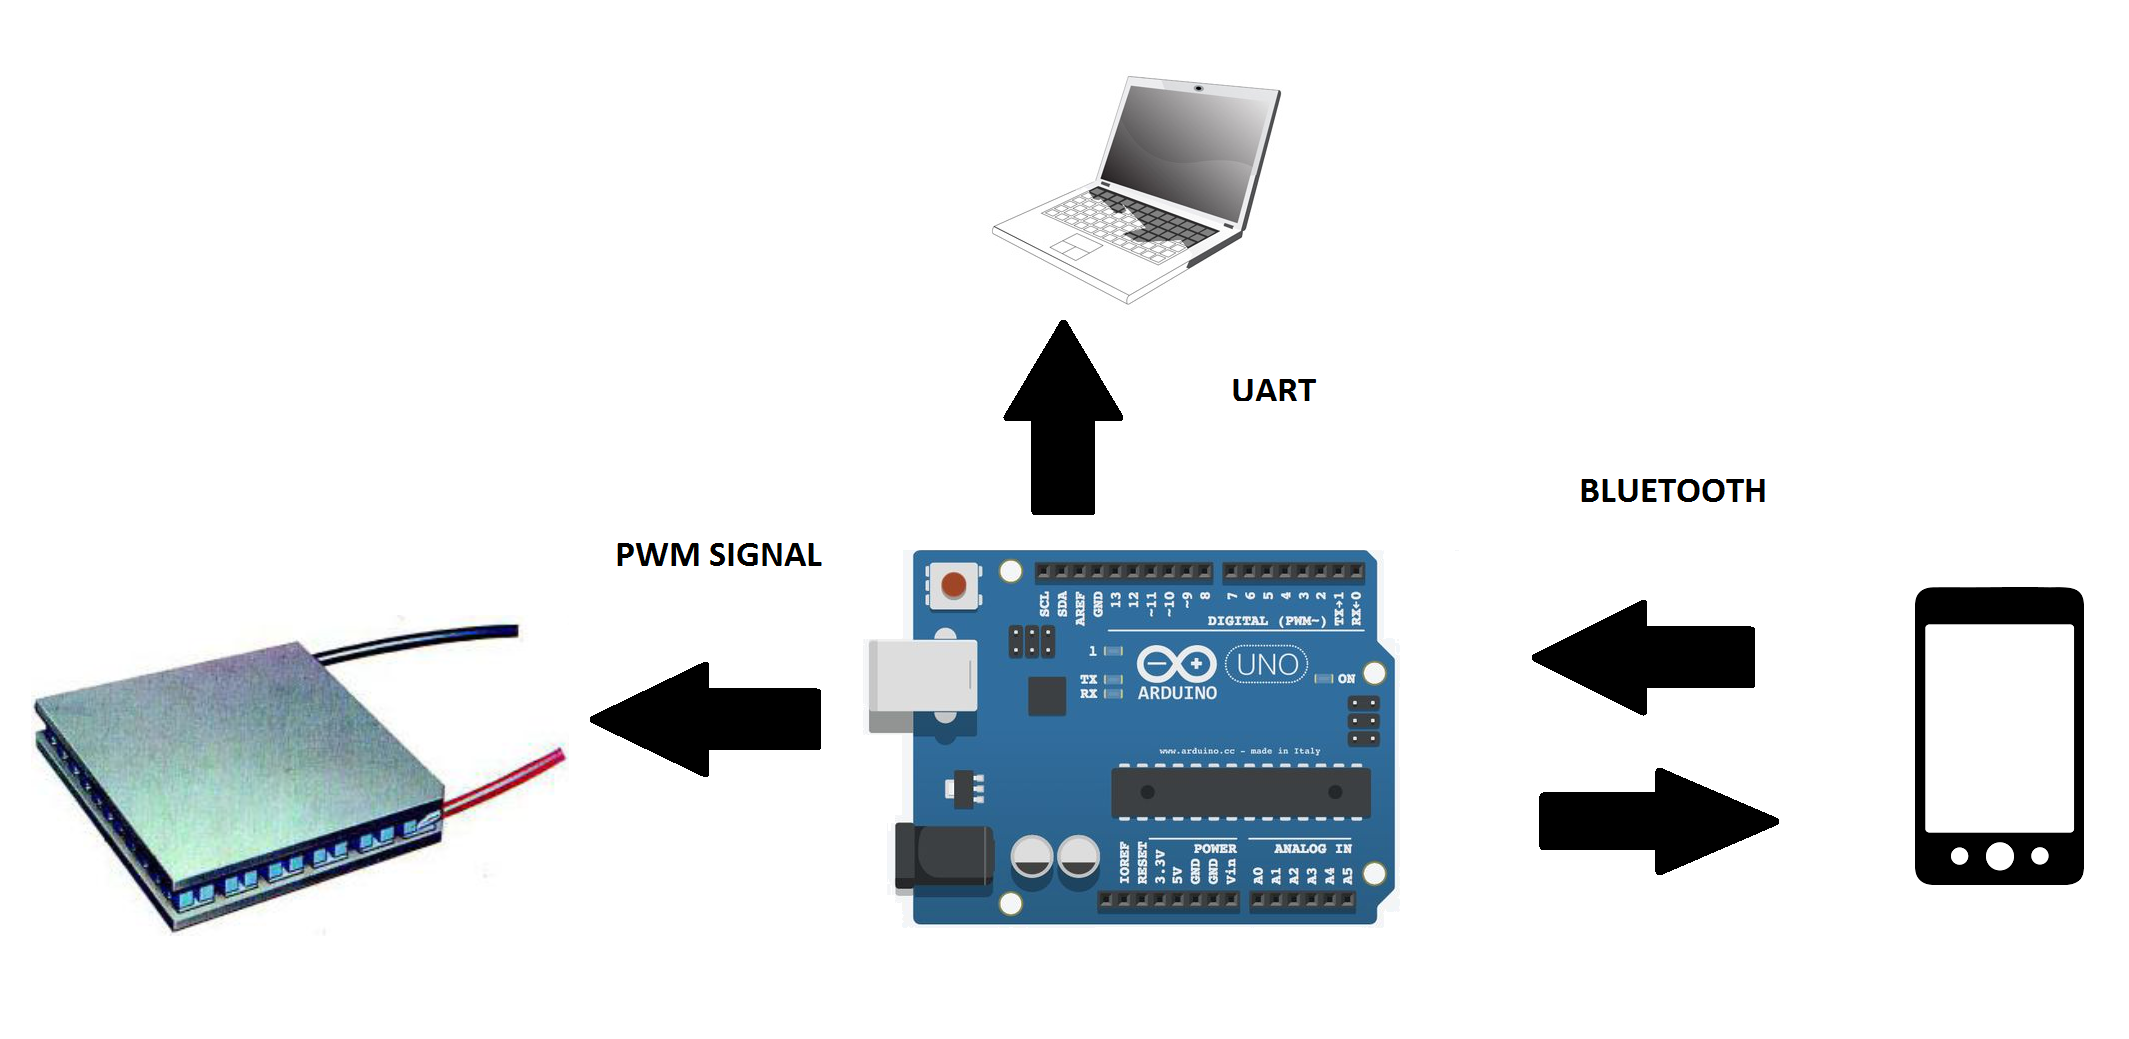 UART
BLUETOOTH
PWM SIGNAL
SCL
SDA
AREF
GND
13
12
~11
~10
~9
8
7
6
5
4
3
2
TX→1
RX←0
DIGITAL (PWM~)
1
TX
RX
UNO
ARDUINO
ON
www.arduino.cc - made in Italy
POWER
ANALOG IN
IOREF
RESET
3.3V
5V
GND
GND
Vin
A0
A1
A2
A3
A4
A5